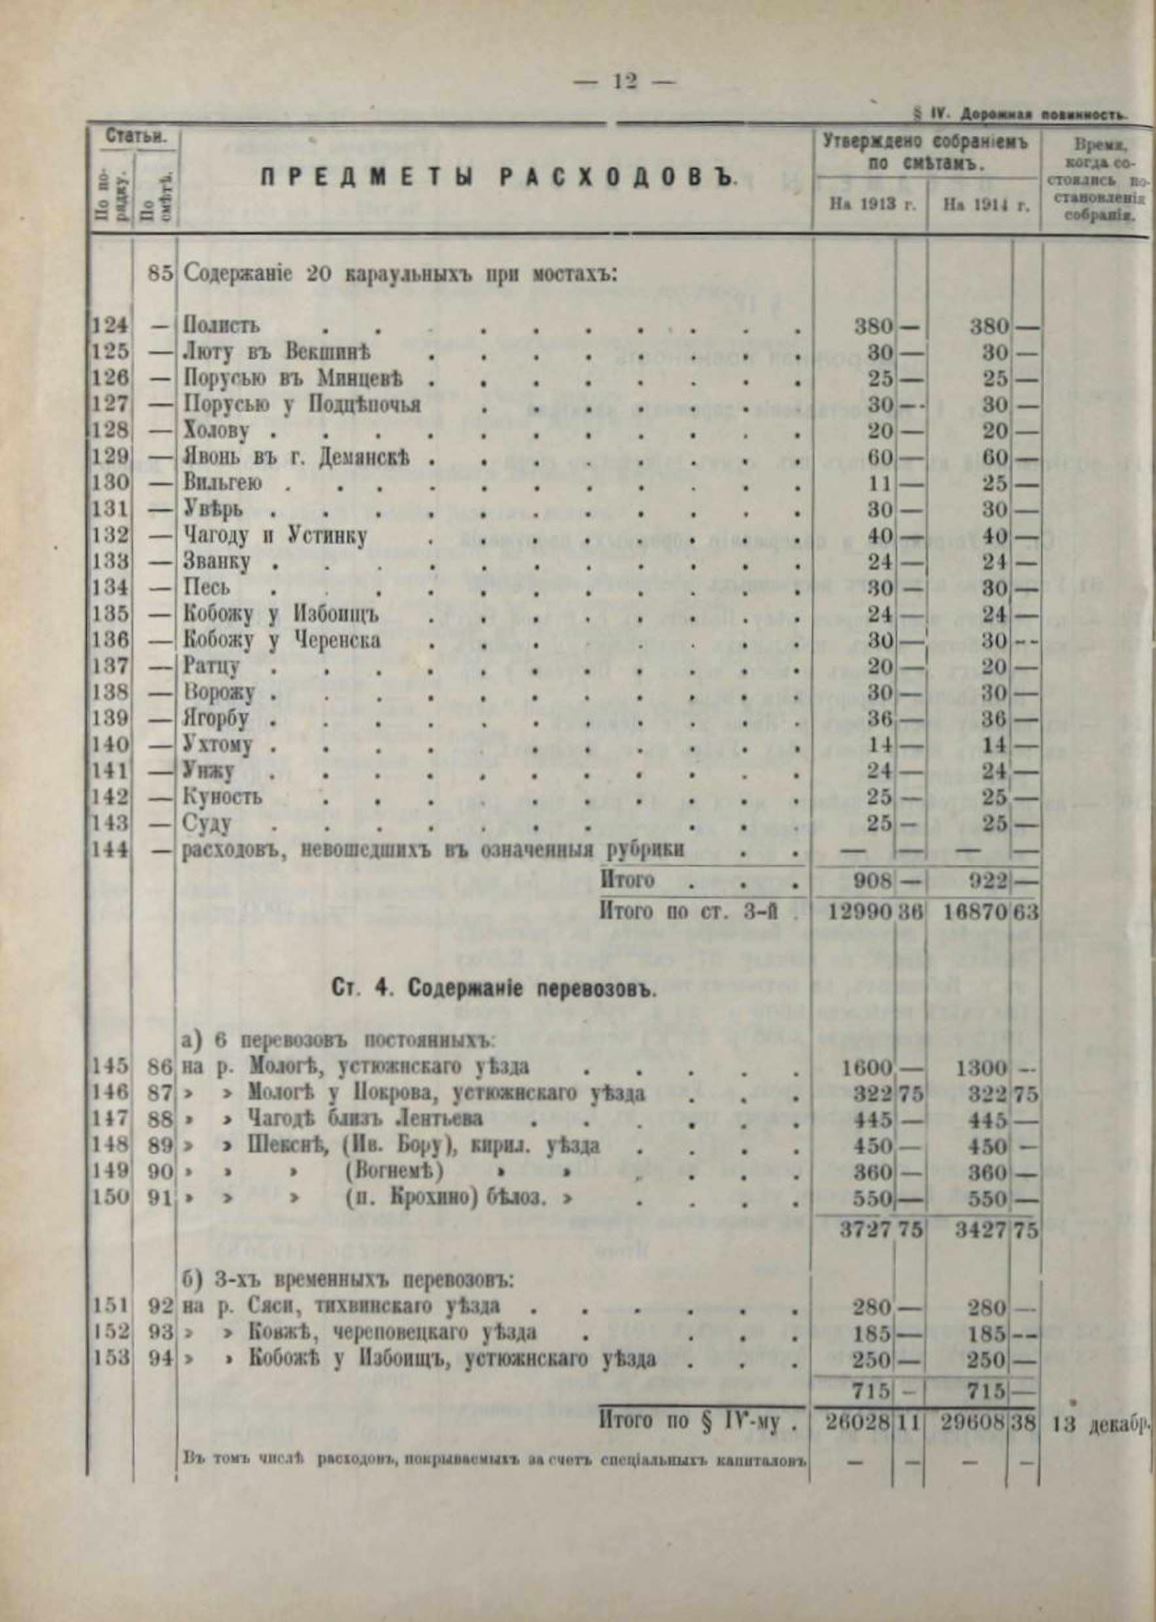 — 12 —
§ IV. Дорожная повинность.
Статьи.
По по-
рядку.
По
смѣтѣ.
ПРЕДМЕТЫ РАСХОДОВЪ.
Утверждено собраніемъ
по смѣтамъ.
На 1913 г.
На 1914 г.
Время,
когда со-
стоялись по-
становленія
собранія.
85 Содержаніе 20 караульныхъ при мостахъ:
124 — Полисть . . . . . . . . . . 380 — 380 —
125 — Люту въ Векшинѣ . . . . . . . . 30 — 30 —
126 — Порусью въ Минцевѣ . . . . . . . . 25 — 25 —
127 — Порусью у Подцѣпочья . . . . . . . 30 — 30 —
128 — Холову . . . . . . . . . . . 20 — 20 —
129 — Явонь въ г. Демянскѣ . . . . . . . . 60 — 60 —
130 — Вильгею . . . . . . . . . . . 11 — 25 —
131 — Увѣрь . . . . . . . . . . . 30 — 30 —
132 — Чагоду и Устинку . . . . . . . . 40 — 40 —
133 — Званку . . . . . . . . . . . 24 — 24 —
134 — Песь . . . . . . . . . . . 30 — 30 —
135 — Кобожу у Избоищъ . . . . . . . . 24 — 24 —
136 — Кобожу у Черенска . . . . . . . . 30 — 30 —
137 — Ратцу . . . . . . . . . . . 20 — 20 —
138 — Ворожу . . . . . . . . . . . 30 — 30 —
139 — Ягорбу . . . . . . . . . . . 36 — 36 —
140 — Ухтому . . . . . . . . . . . 14 — 14 —
141 — Унжу . . . . . . . . . . . 24 — 24 —
142 — Куность . . . . . . . . . . 25 — 25 —
143 — Суду . . . . . . . . . . 25 — 25 —
144 — расходовъ, невошедшихъ въ означенныя рубрики . . — — — —
Итого . . . 908 — 922 —
Итого по ст. 3-й . 12990 36 16870 63
Ст. 4. Содержаніе перевозовъ.
а) 6 перевозовъ постоянныхъ:
145 86 на р. Мологѣ, устюжнскаго уѣзда . . . . . 1600 — 1300 —
146 87 » » Мологѣ у Покрова, устюжнскаго уѣзда . . . 322 75 322 75
147 88 » » Чагодѣ близъ Лентьева . . . . . . 445 — 445 —
148 89 » » Шекснѣ, (Ив. Бору), кирил. уѣзда . . . . 450 — 450 —
149 90 » » » (Вогнемѣ) » » . . . . 360 — 360 —
150 91 » » » (п. Крохино) бѣлоз. » . . . . 550 — 550 —
3727 75 3427 75
б) 3-хъ временныхъ перевозовъ:
151 92 на р. Сяси, тихвинскаго уѣзда . . . . . . 280 — 280 —
152 93 » » Ковжѣ, череповецкаго уѣзда . . . . 185 — 185 —
153 94 » » Кобожѣ у Избоищъ, устюжнскаго уѣзда . . . 250 — 250 —
715 — 715 —
Итого по § IV-му . 26028 11 29608 38 13 декабр.
Въ томъ числѣ расходовъ, покрываемыхъ за счетъ спеціальныхъ капиталовъ — — — —